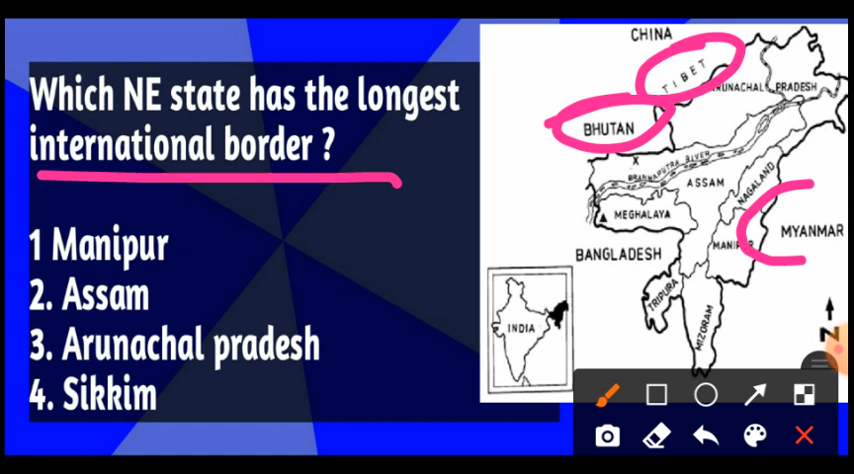 Which NE state has the longest
international border ?
1 Manipur
2. Assam
3. Arunachal pradesh
4. Sikkim
CHINA
TIBET
ARUNACHAL PRADESH
BHUTAN
X
BRAHMAPUTRA RIVER
ASSAM
NAGALAND
MEGHALAYA
MYANMAR
MANIPUR
BANGLADESH
TRIPURA
MIZORAM
INDIA
N